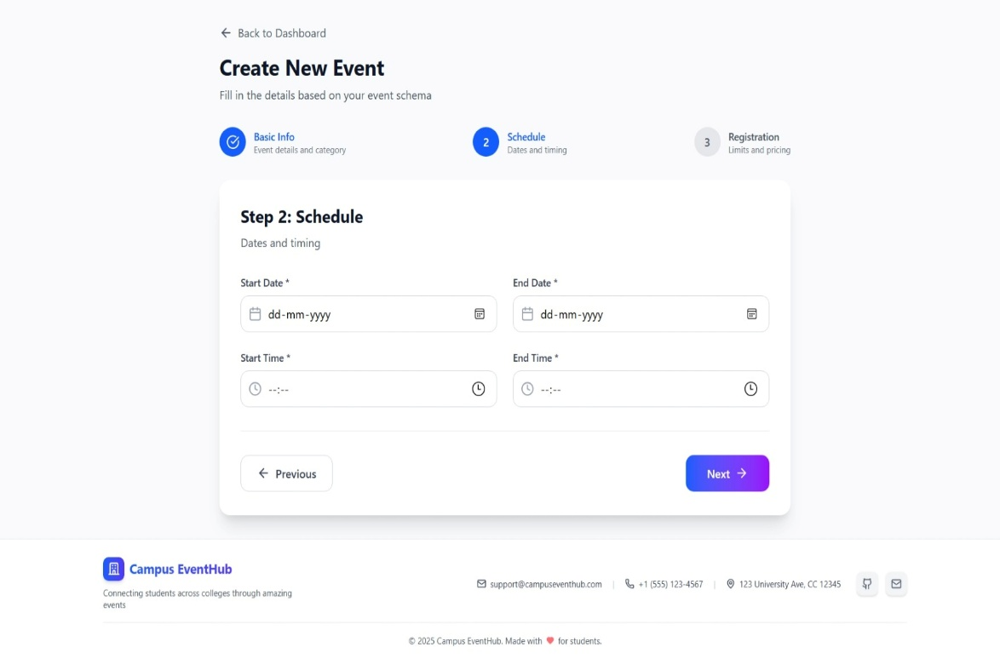 Back to Dashboard
Create New Event
Fill in the details based on your event schema
Basic Info
Event details and category
2
Schedule
Dates and timing
3
Registration
Limits and pricing
Step 2: Schedule
Dates and timing
Start Date *
End Date *
dd-mm-yyyy
dd-mm-yyyy
Start Time *
End Time *
--:--
--:--
Previous
Next
Campus EventHub
Connecting students across colleges through amazing
events
support@campuseventhub.com | +1 (555) 123-4567 | 123 University Ave, CC 12345
© 2025 Campus EventHub. Made with ❤ for students.